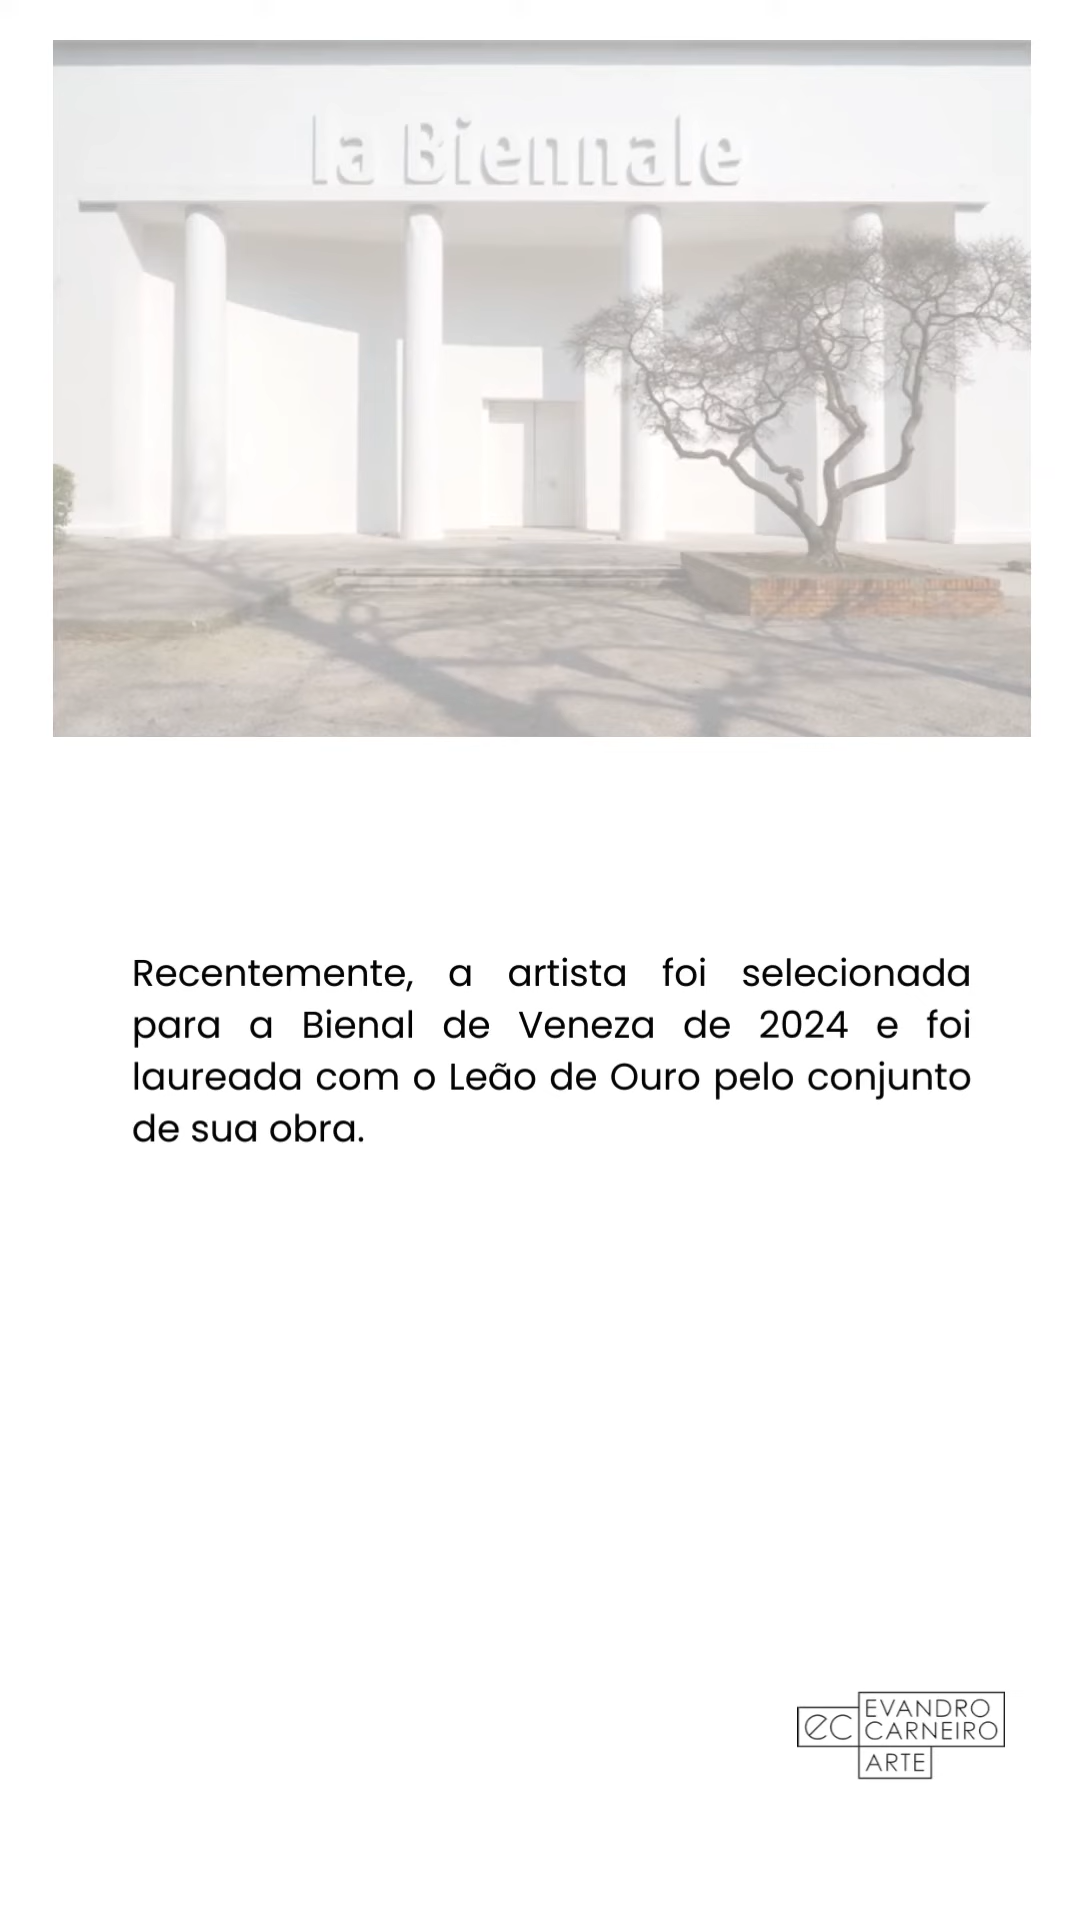 la Biennale
Recentemente, a artista foi selecionada
para a Bienal de Veneza de 2024 e foi
laureada com o Leão de Ouro pelo conjunto
de sua obra.
ec
EVANDRO
CARNEIRO
ARTE